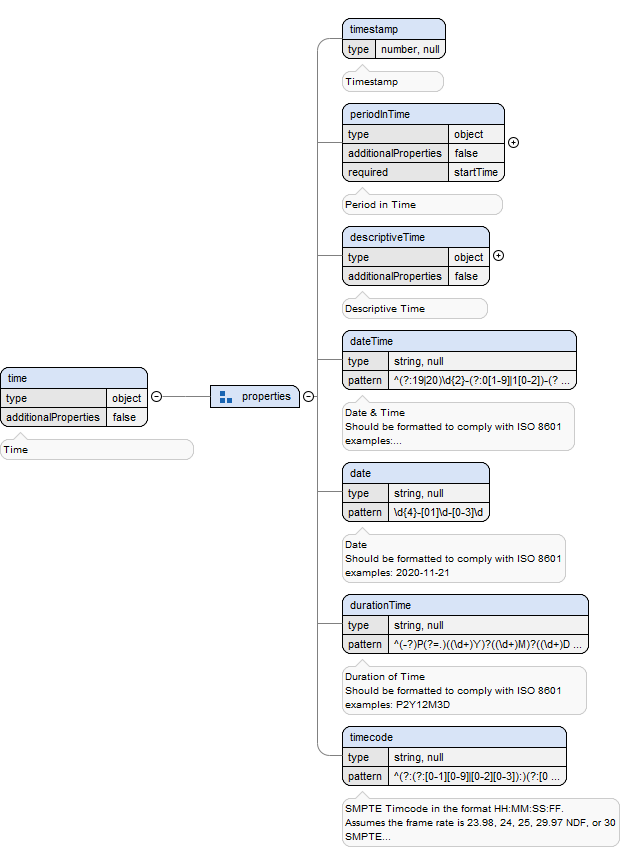 timestamp
type number, null
Timestamp
periodInTime
type object
additionalProperties false
required startTime
Period in Time
descriptiveTime
type object
additionalProperties false
Descriptive Time
time
type object
additionalProperties false
Time
properties
dateTime
type string, null
pattern ^(?:19|20)\d{2}-(?:0[1-9]|1[0-2])-(? ...
Date & Time
Should be formatted to comply with ISO 8601
examples:...
date
type string, null
pattern \d{4}-[01]\d-[0-3]\d
Date
Should be formatted to comply with ISO 8601
examples: 2020-11-21
durationTime
type string, null
pattern ^(-?)P(?=.)((\d+)Y)?((\d+)M)?((\d+)D ...
Duration of Time
Should be formatted to comply with ISO 8601
examples: P2Y12M3D
timecode
type string, null
pattern ^(?:(?:[0-1][0-9]|[0-2][0-3]):)(?:[0 ...
SMPTE Timcode in the format HH:MM:SS:FF.
Assumes the frame rate is 23.98, 24, 25, 29.97 NDF, or 30
SMPTE...